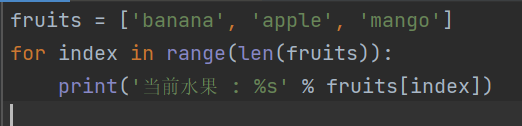 fruits = ['banana', 'apple', 'mango']
for index in range(len(fruits)):
    print('当前水果 : %s' % fruits[index])